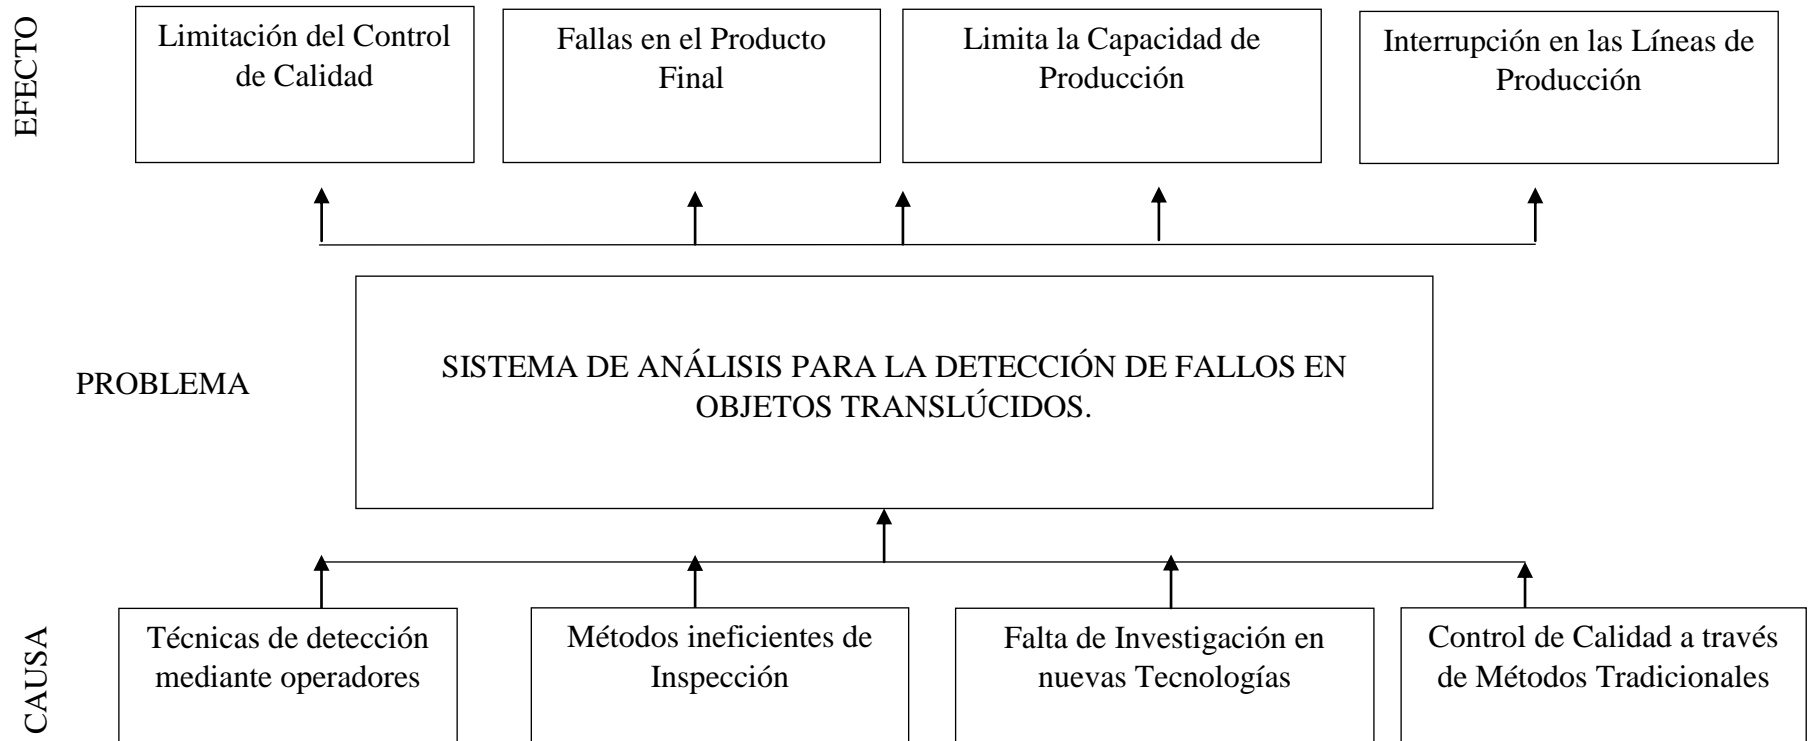 EFECTO
Limitación del Control
de Calidad
Fallas en el Producto
Final
Limita la Capacidad de
Producción
Interrupción en las Líneas de
Producción
PROBLEMA
SISTEMA DE ANÁLISIS PARA LA DETECCIÓN DE FALLOS EN
OBJETOS TRANSLÚCIDOS.
CAUSA
Técnicas de detección
mediante operadores
Métodos ineficientes de
Inspección
Falta de Investigación en
nuevas Tecnologías
Control de Calidad a través
de Métodos Tradicionales